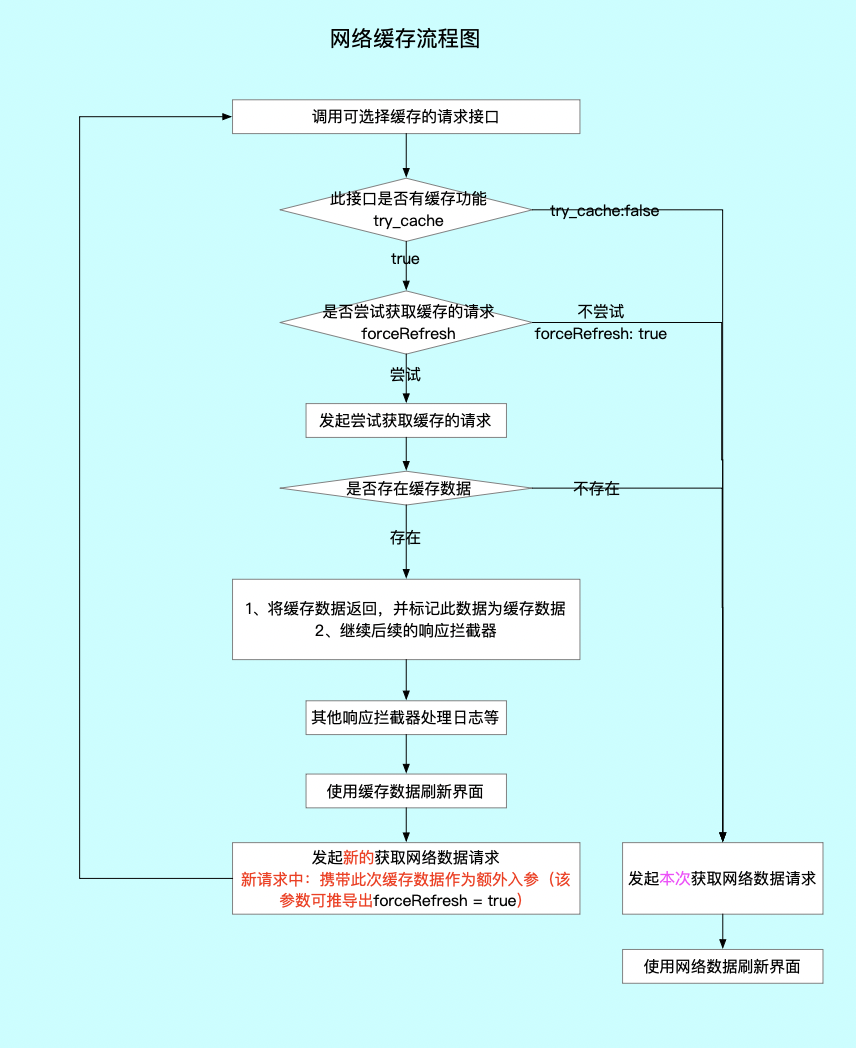 网络缓存流程图
调用可选择缓存的请求接口
此接口是否有缓存功能
try_cache
try_cache:false
true
是否尝试获取缓存的请求
forceRefresh
不尝试
forceRefresh: true
尝试
发起尝试获取缓存的请求
是否存在缓存数据
不存在
存在
1、将缓存数据返回，并标记此数据为缓存数据
2、继续后续的响应拦截器
其他响应拦截器处理日志等
使用缓存数据刷新界面
发起新的获取网络数据请求
新请求中：携带此次缓存数据作为额外入参（该
参数可推导出forceRefresh = true）
发起本次获取网络数据请求
使用网络数据刷新界面